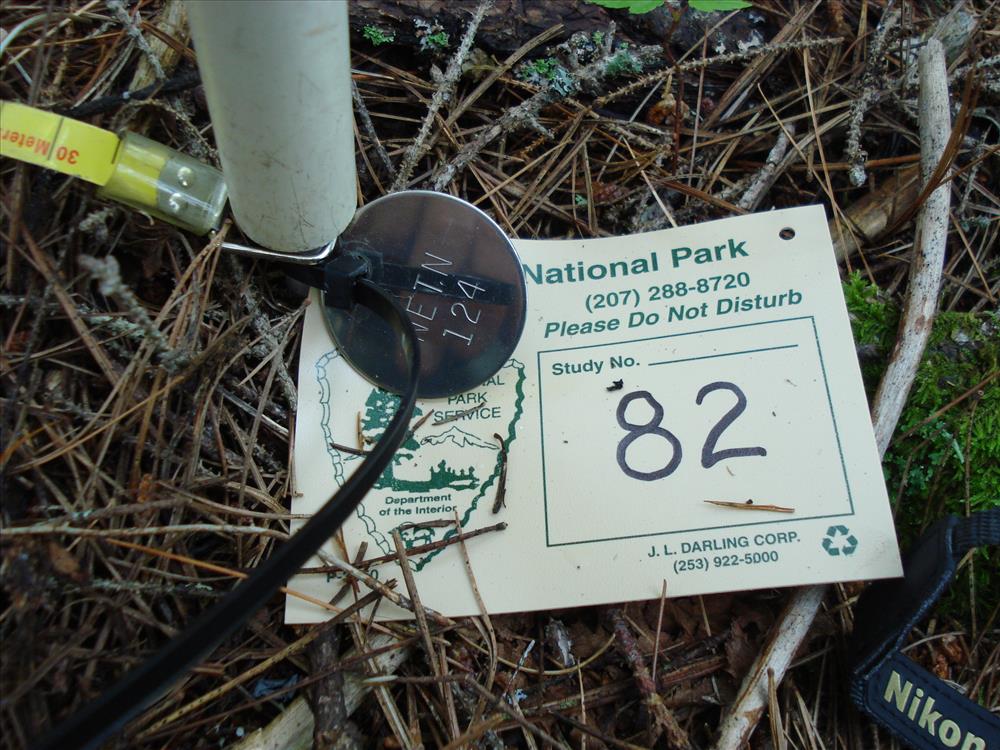 30 Meters
NETN
124
National Park
(207) 288-8720
Please Do Not Disturb
Study No.
82
PARK
SERVICE
Department
of the Interior
J. L. DARLING CORP.
(253) 922-5000
Nikon